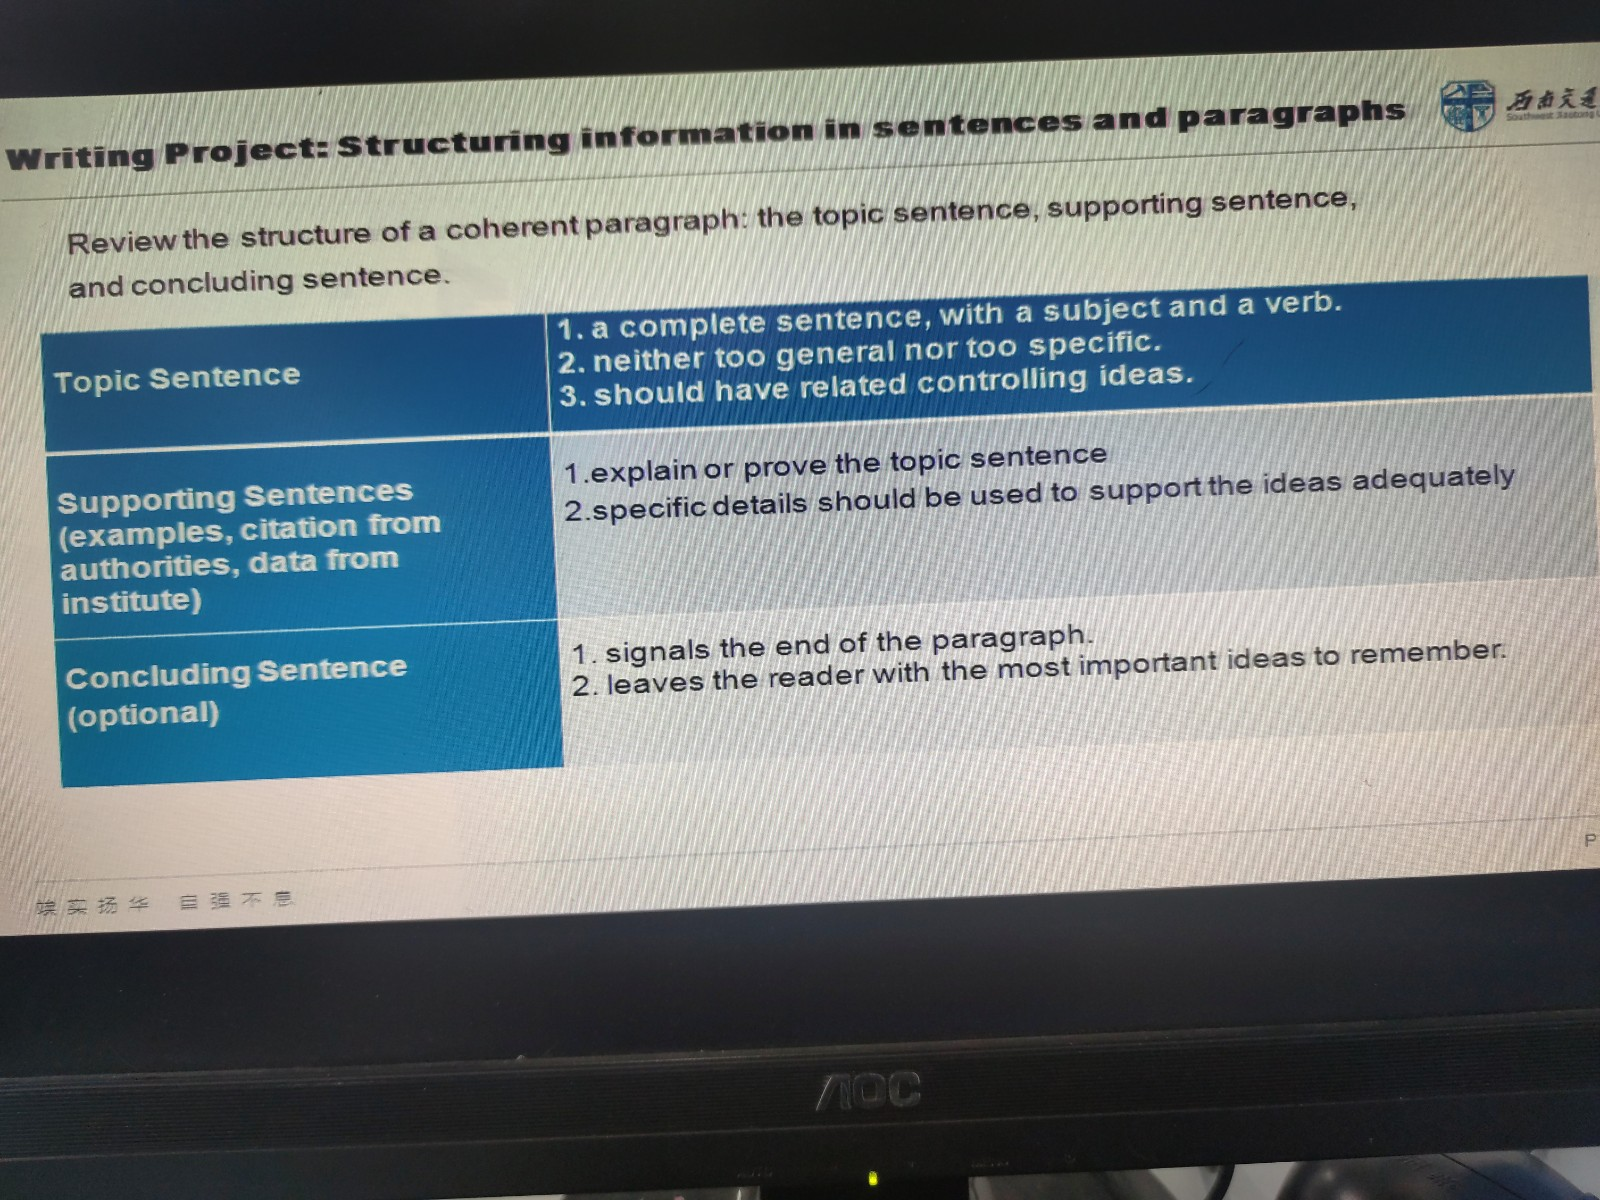 Writing Project: Structuring information in sentences and paragraphs
西南交通
Southwest Jiaotong
Review the structure of a coherent paragraph: the topic sentence, supporting sentence,
and concluding sentence.
Topic Sentence
1. a complete sentence, with a subject and a verb.
2. neither too general nor too specific.
3. should have related controlling ideas.
Supporting Sentences
(examples, citation from
authorities, data from
institute)
1.explain or prove the topic sentence
2.specific details should be used to support the ideas adequately
Concluding Sentence
(optional)
1. signals the end of the paragraph.
2. leaves the reader with the most important ideas to remember.
P
竢实扬华 自强不息
AOC